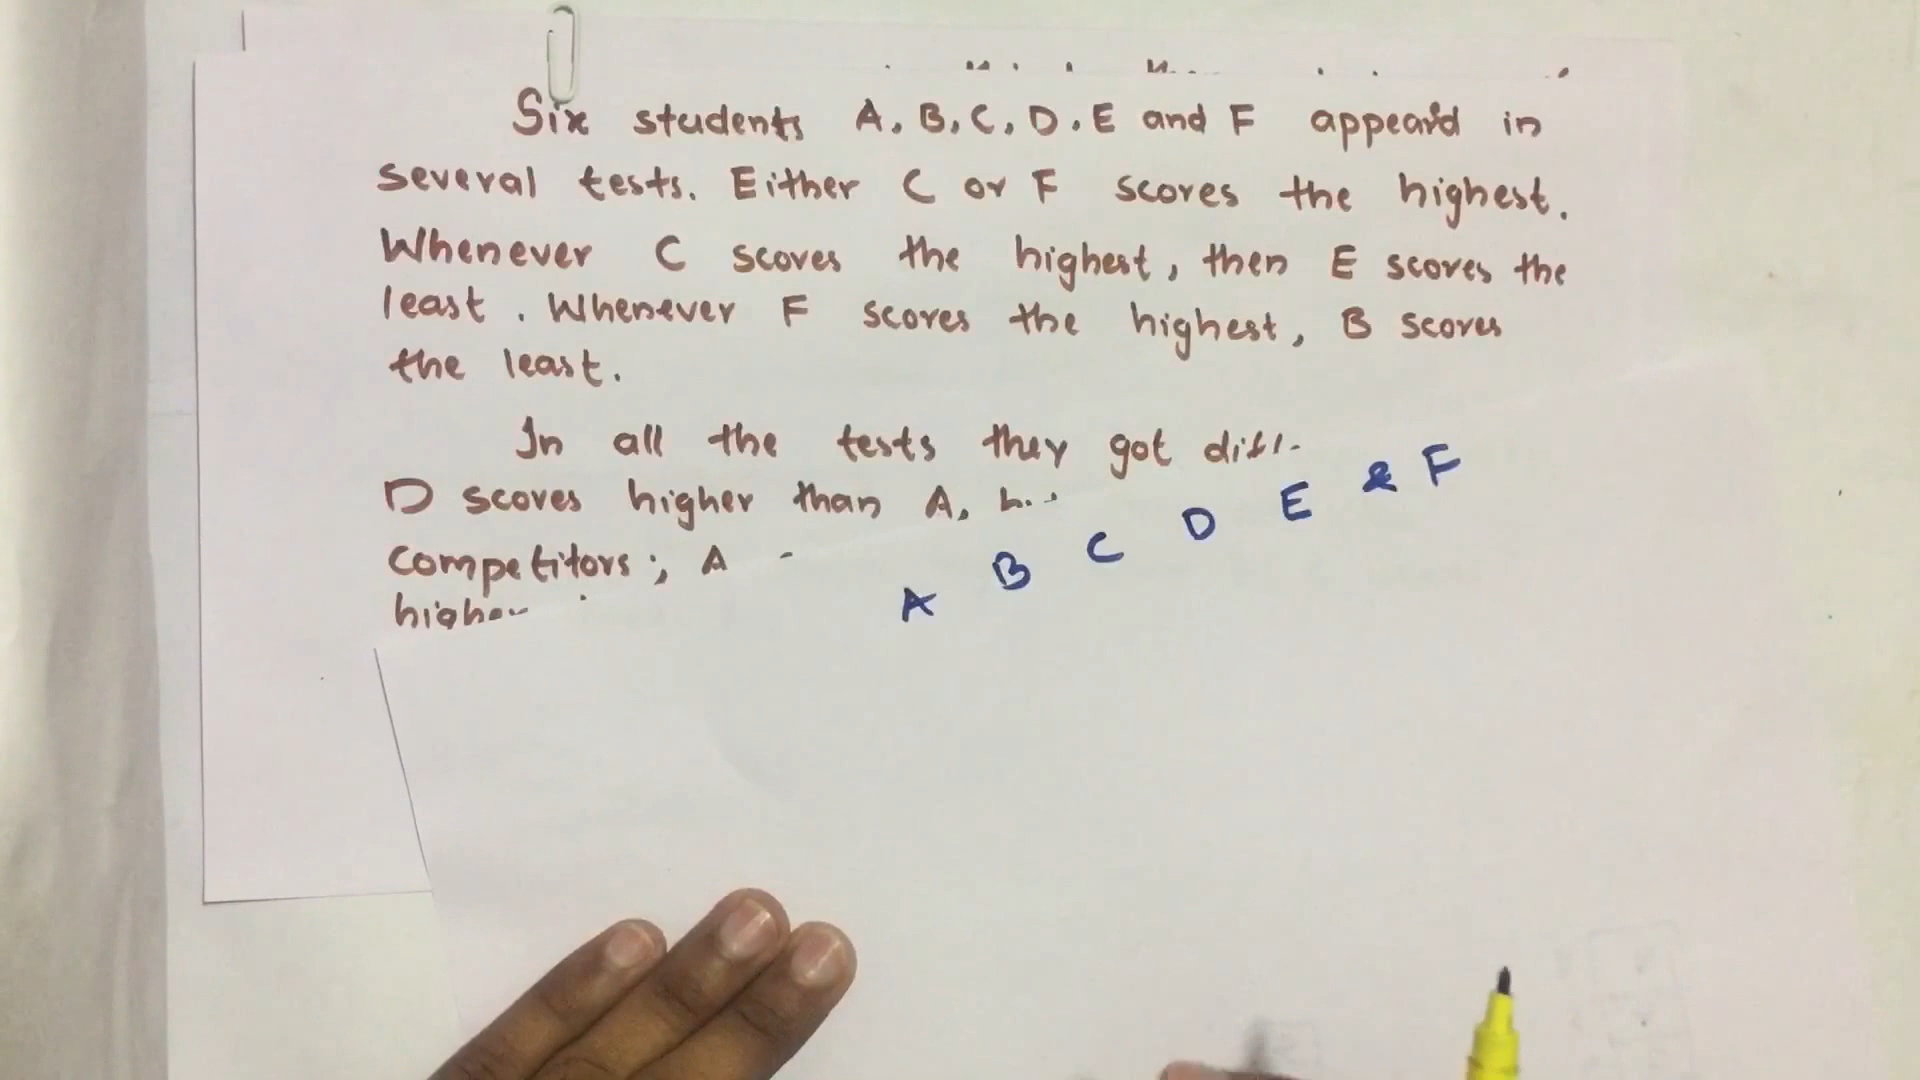 Six students A, B, C, D, E and F appear'd in
several tests. Either C or F scores the highest.
Whenever C scores the highest, then E scores the
least. Whenever F scores the highest, B scores
the least.
In all the tests they got
D scores higher than A,
competitors; A
A B C D E & F